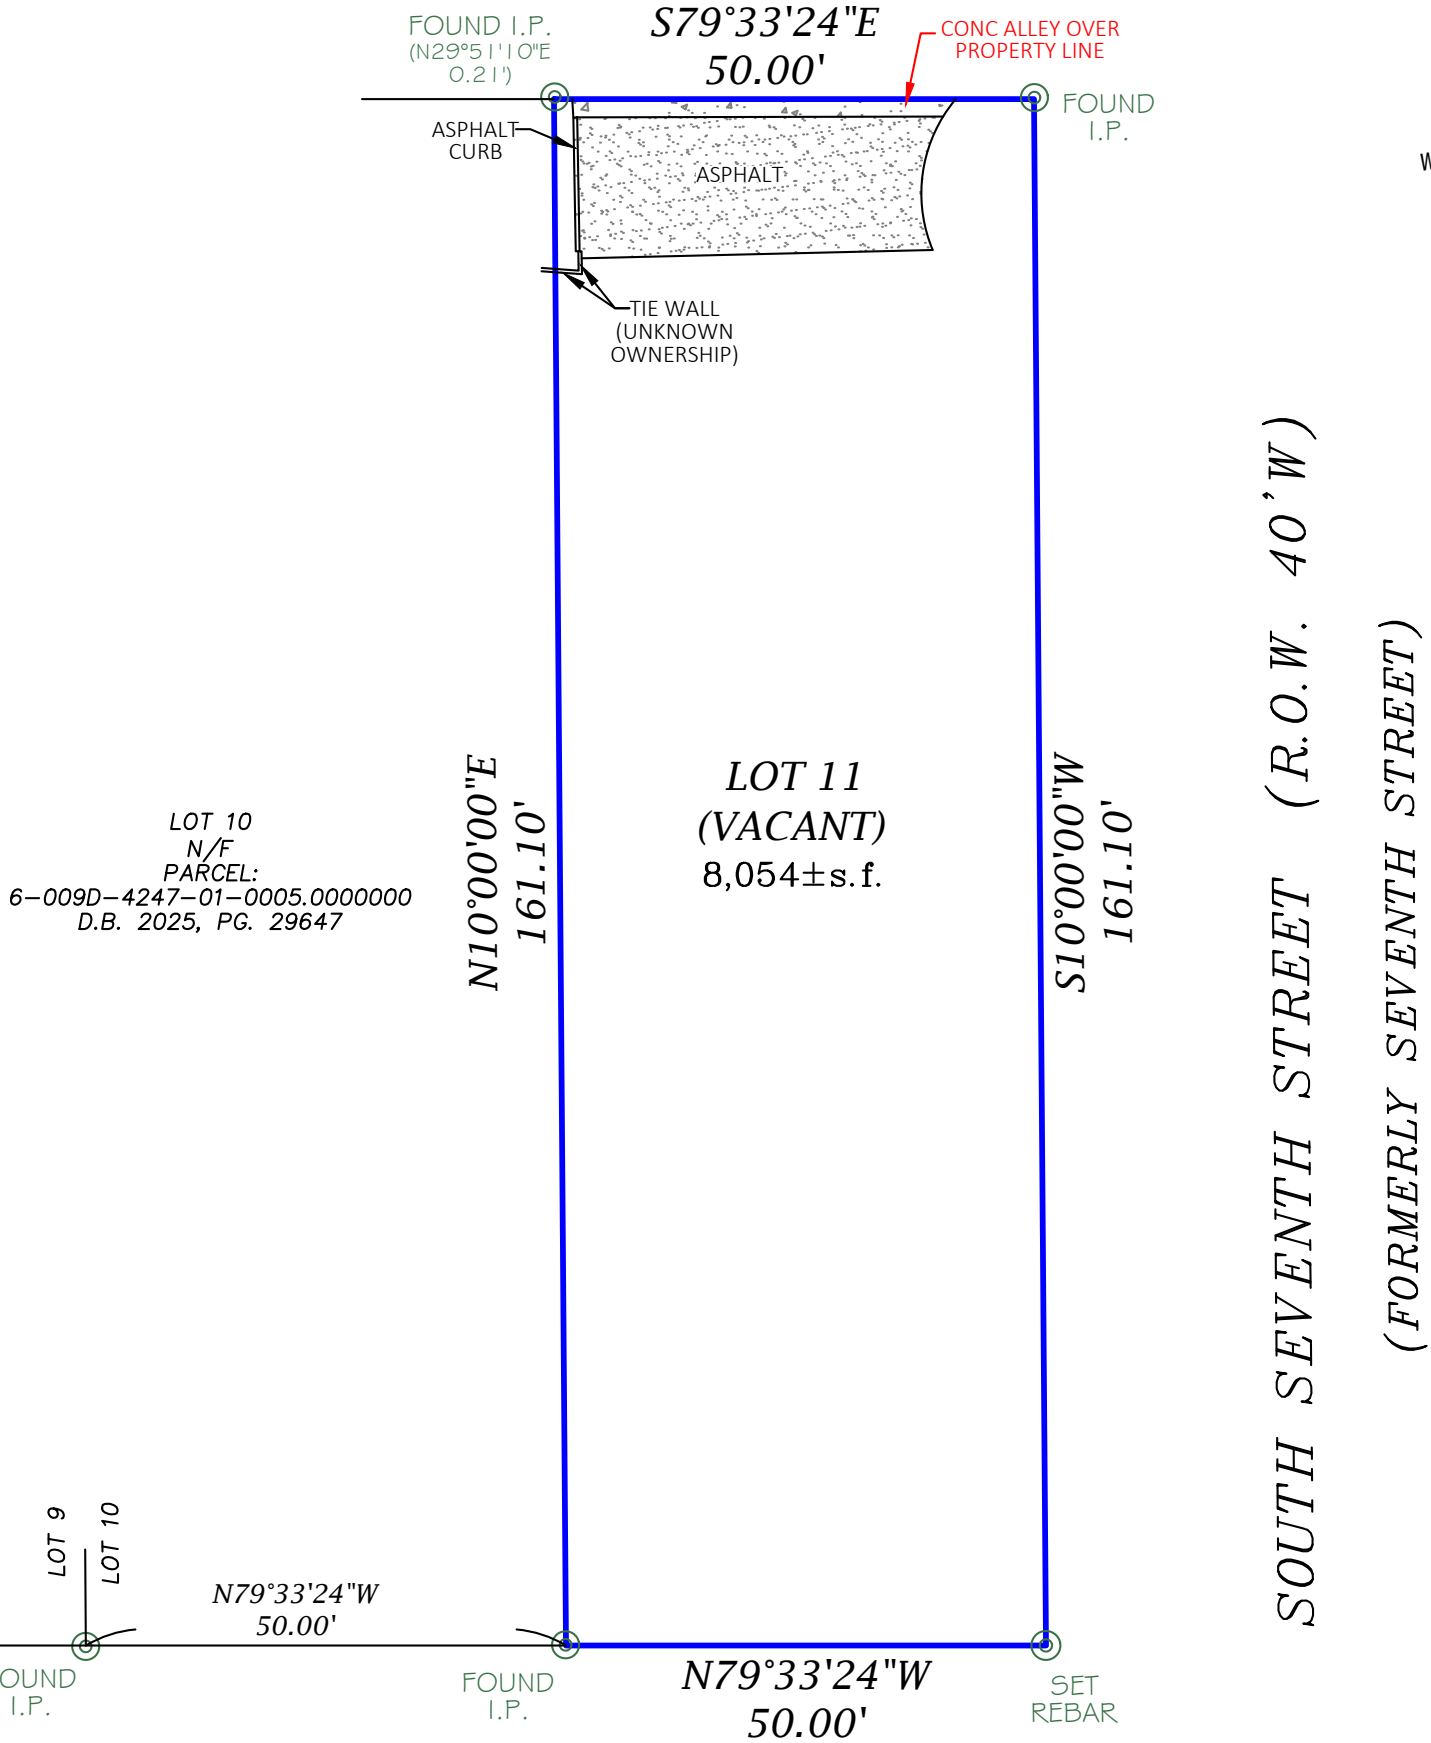 FOUND I.P.
(N29°51'10"E
0.21')
S79°33'24"E
50.00'
CONC ALLEY OVER
PROPERTY LINE
FOUND
I.P.
ASPHALT
CURB
ASPHALT
TIE WALL
(UNKNOWN
OWNERSHIP)
LOT 10
N/F
PARCEL:
6-009D-4247-01-0005.0000000
D.B. 2025, PG. 29647
N10°00'00"E
161.10'
LOT 11
(VACANT)
8,054±s.f.
S10°00'00"W
161.10'
SOUTH SEVENTH STREET (R.O.W. 40'W)
(FORMERLY SEVENTH STREET)
LOT 9
LOT 10
N79°33'24"W
50.00'
OUND
I.P.
FOUND
I.P.
N79°33'24"W
50.00'
SET
REBAR